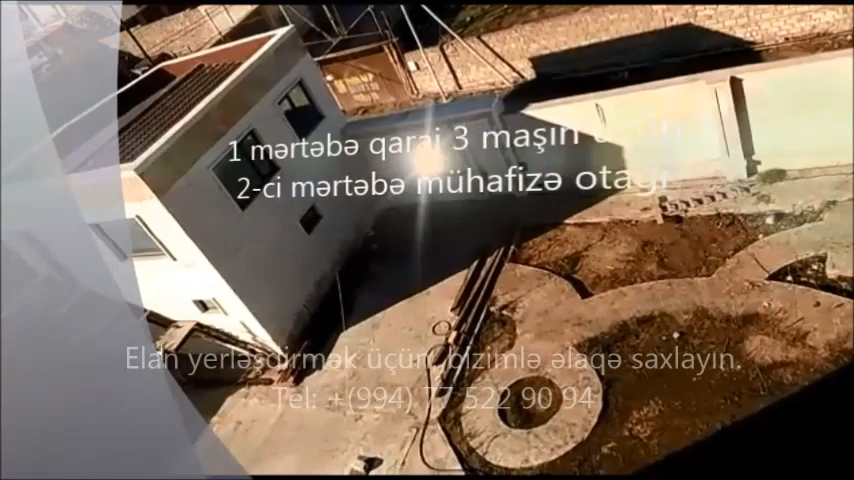 1 mərtəbə qaraj 3 maşın
2-ci mərtəbə mühafizə otağı
Elan yerləşdirmək üçün bizimlə əlaqə saxlayın.
Tel: +(994) 77 522 90 94